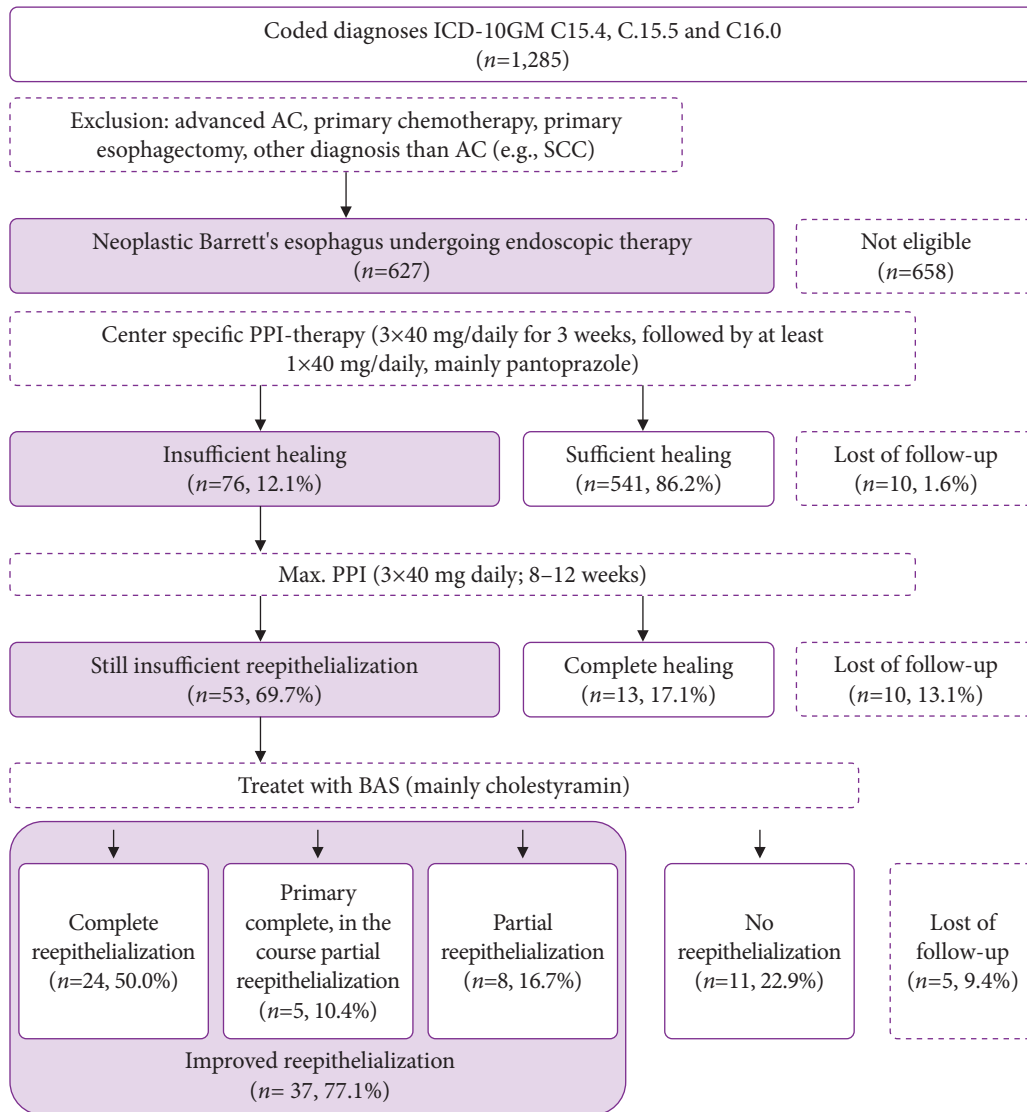 Coded diagnoses ICD-10GM C15.4, C.15.5 and C16.0
(n=1,285)
Exclusion: advanced AC, primary chemotherapy, primary
esophagectomy, other diagnosis than AC (e.g., SCC)
Neoplastic Barrett's esophagus undergoing endoscopic therapy
(n=627)
Not eligible
(n=658)
Center specific PPI-therapy (3×40 mg/daily for 3 weeks, followed by at least
1×40 mg/daily, mainly pantoprazole)
Insufficient healing
(n=76, 12.1%)
Sufficient healing
(n=541, 86.2%)
Lost of follow-up
(n=10, 1.6%)
Max. PPI (3×40 mg daily; 8–12 weeks)
Still insufficient reepithelialization
(n=53, 69.7%)
Complete healing
(n=13, 17.1%)
Lost of follow-up
(n=10, 13.1%)
Treatet with BAS (mainly cholestyramin)
Complete
reepithelialization
(n=24, 50.0%)
Primary
complete, in the
course partial
reepithelialization
(n=5, 10.4%)
Partial
reepithelialization
(n=8, 16.7%)
No
reepithelialization
(n=11, 22.9%)
Lost of
follow-up
(n=5, 9.4%)
Improved reepithelialization
(n= 37, 77.1%)